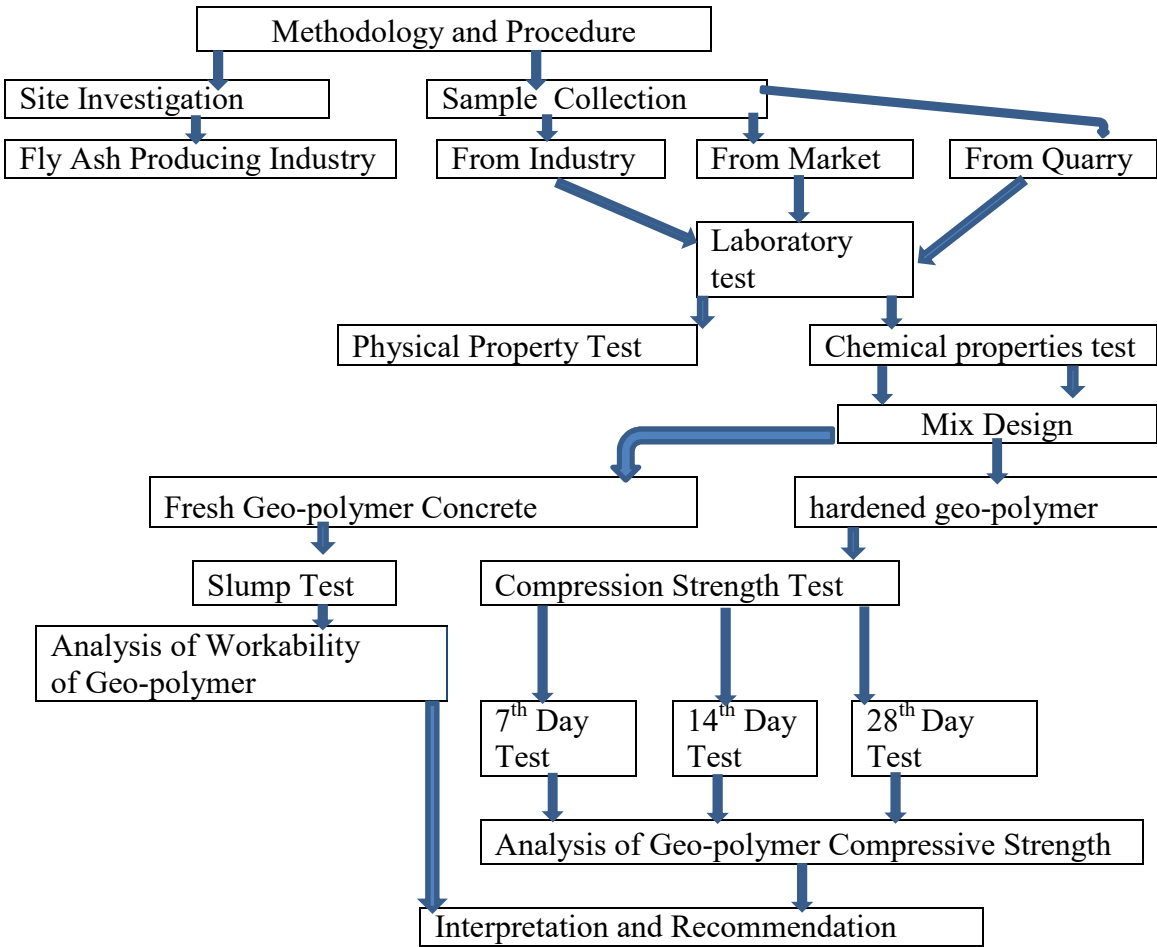 Methodology and Procedure
Site Investigation
Sample  Collection
Fly Ash Producing Industry
From Industry
From Market
From Quarry
Laboratory
test
Physical Property Test
Chemical properties test
Mix Design
Fresh Geo-polymer Concrete
hardened geo-polymer
Slump Test
Compression Strength Test
Analysis of Workability
of Geo-polymer
7th Day
Test
14th Day
Test
28th Day
Test
Analysis of Geo-polymer Compressive Strength
Interpretation and Recommendation